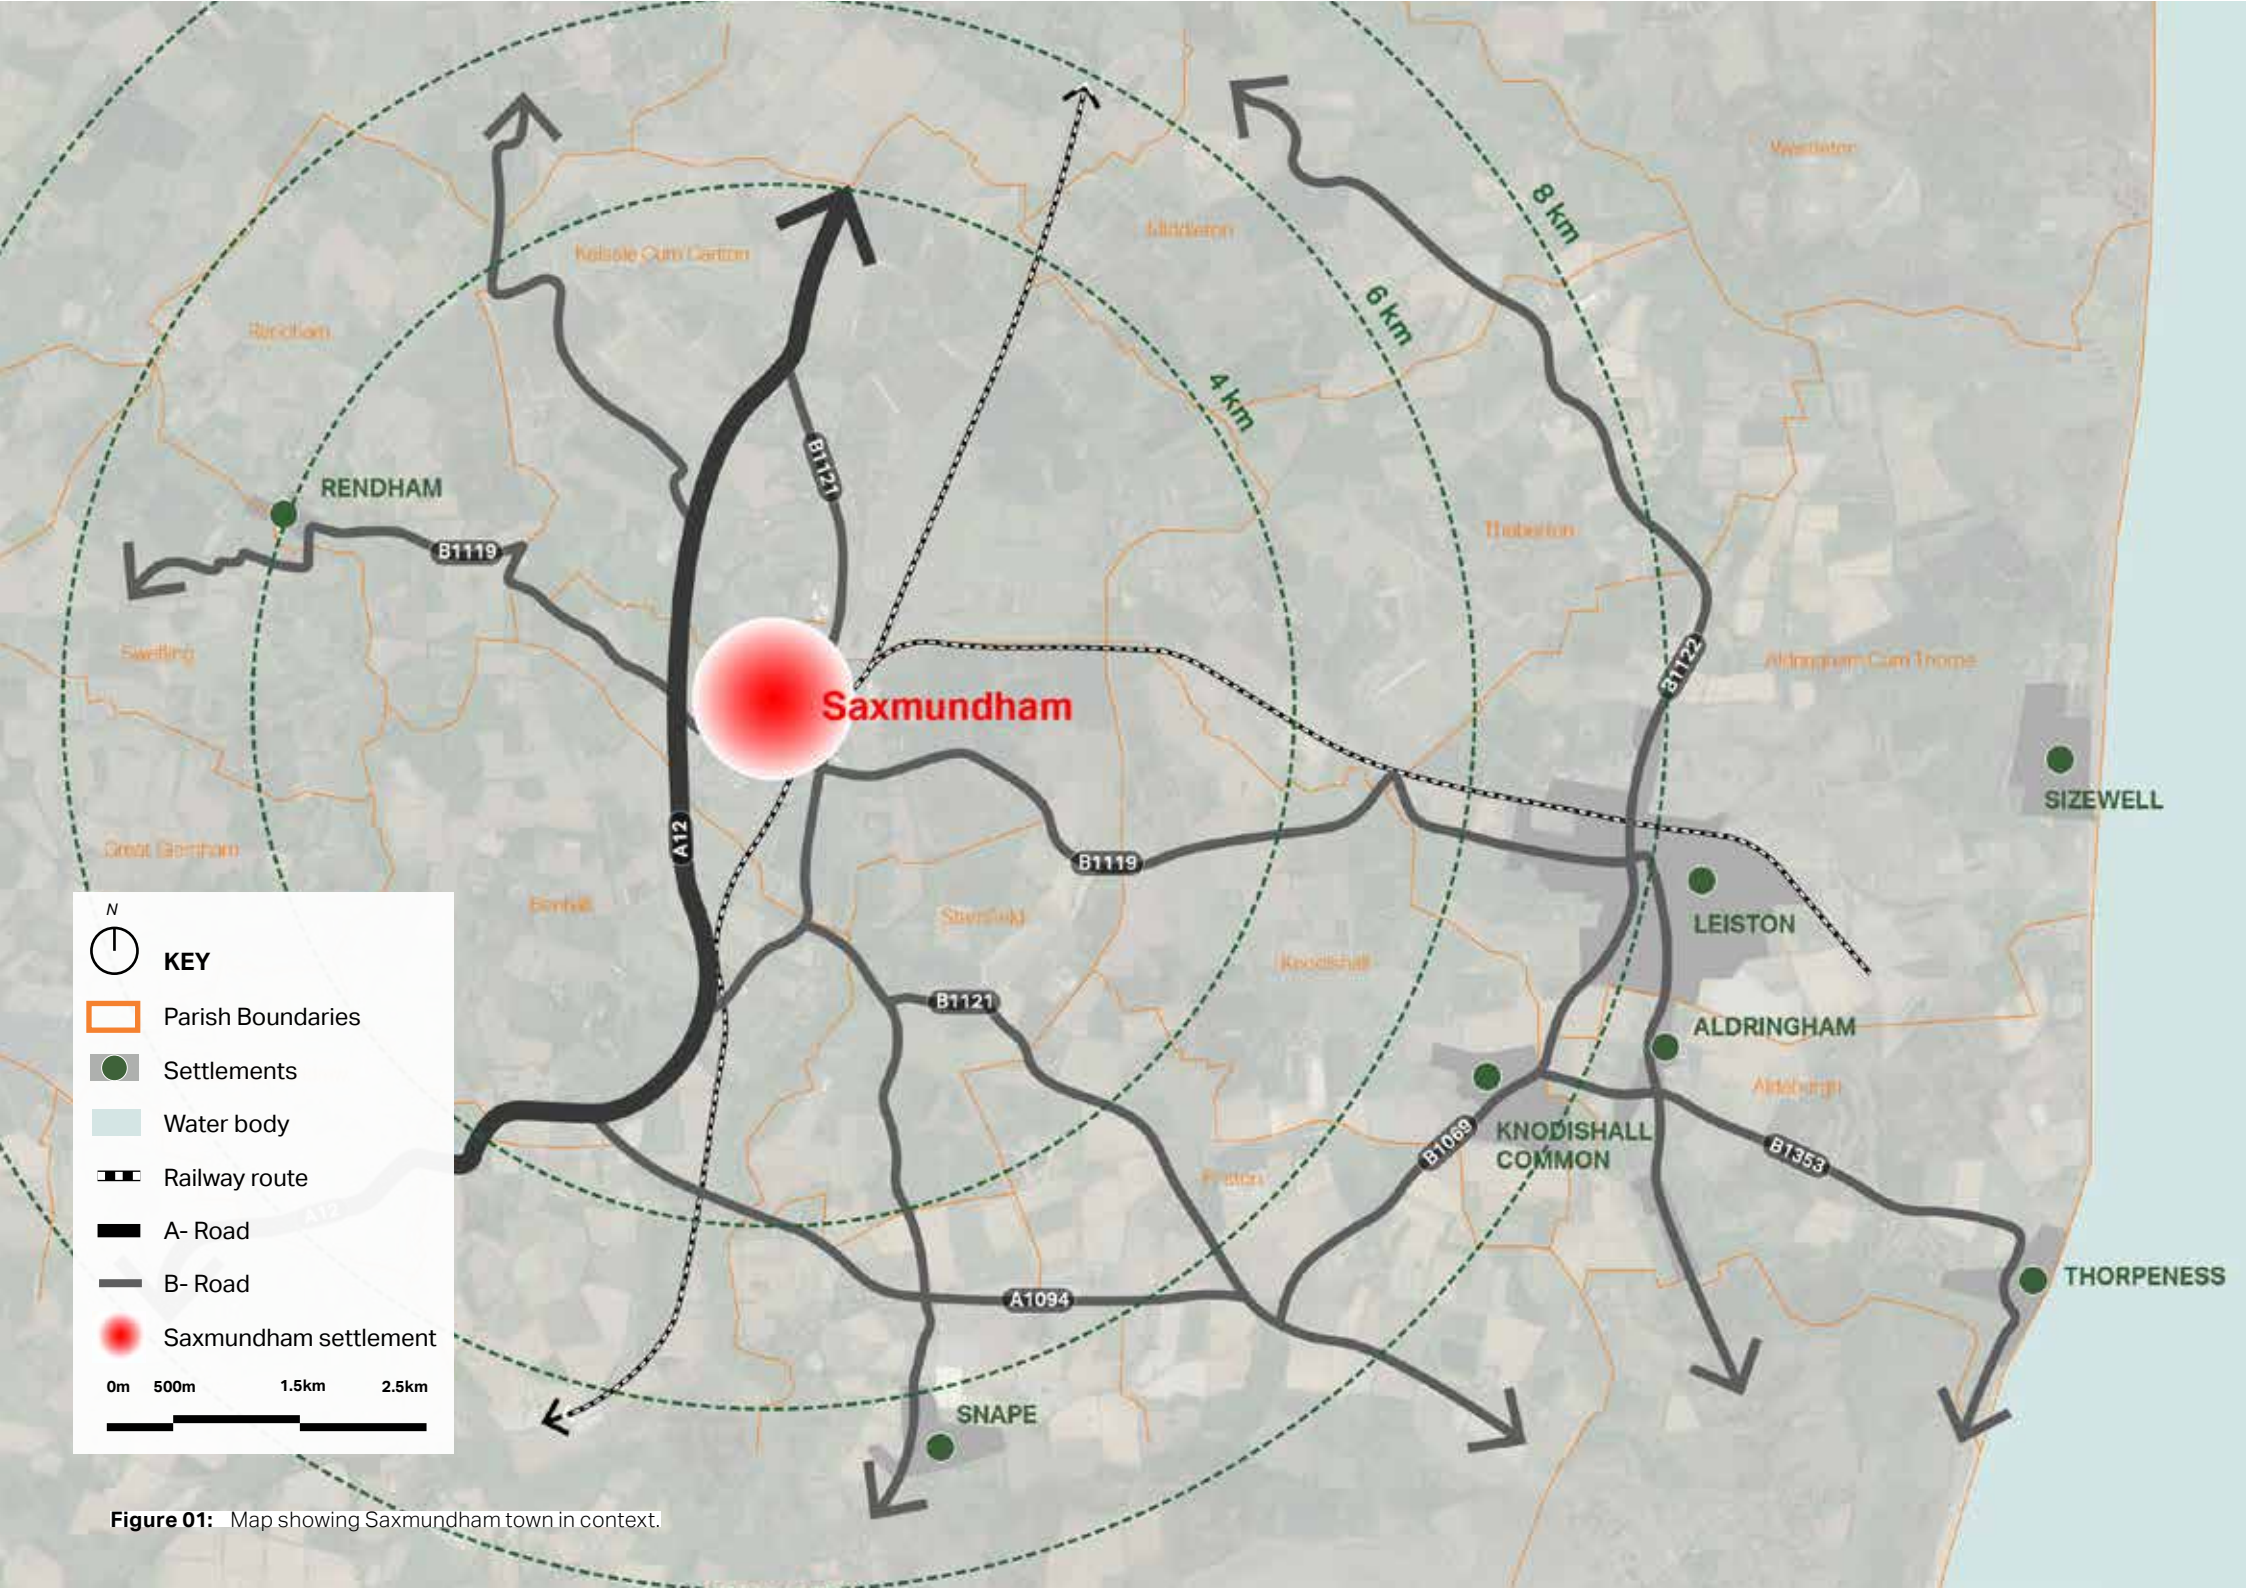 Westleton
8 km
Middleton
Kelsale Cum Carlton
6 km
Rendham
4 km
B1121
RENDHAM
B1119
Theberton
Swefling
B1122
Aldringham Cum Thorpe
Saxmundham
SIZEWELL
A12
Great Glemham
B1119
LEISTON
Benhall
Sternfield
Knodishall
B1121
ALDRINGHAM
Aldeburgh
KNODISHALL
COMMON
B1069
B1353
Friston
A12
THORPENESS
A1094
SNAPE
N
KEY
Parish Boundaries
Settlements
Water body
Railway route
A- Road
B- Road
Saxmundham settlement
0m 500m 1.5km 2.5km
Figure 01: Map showing Saxmundham town in context.